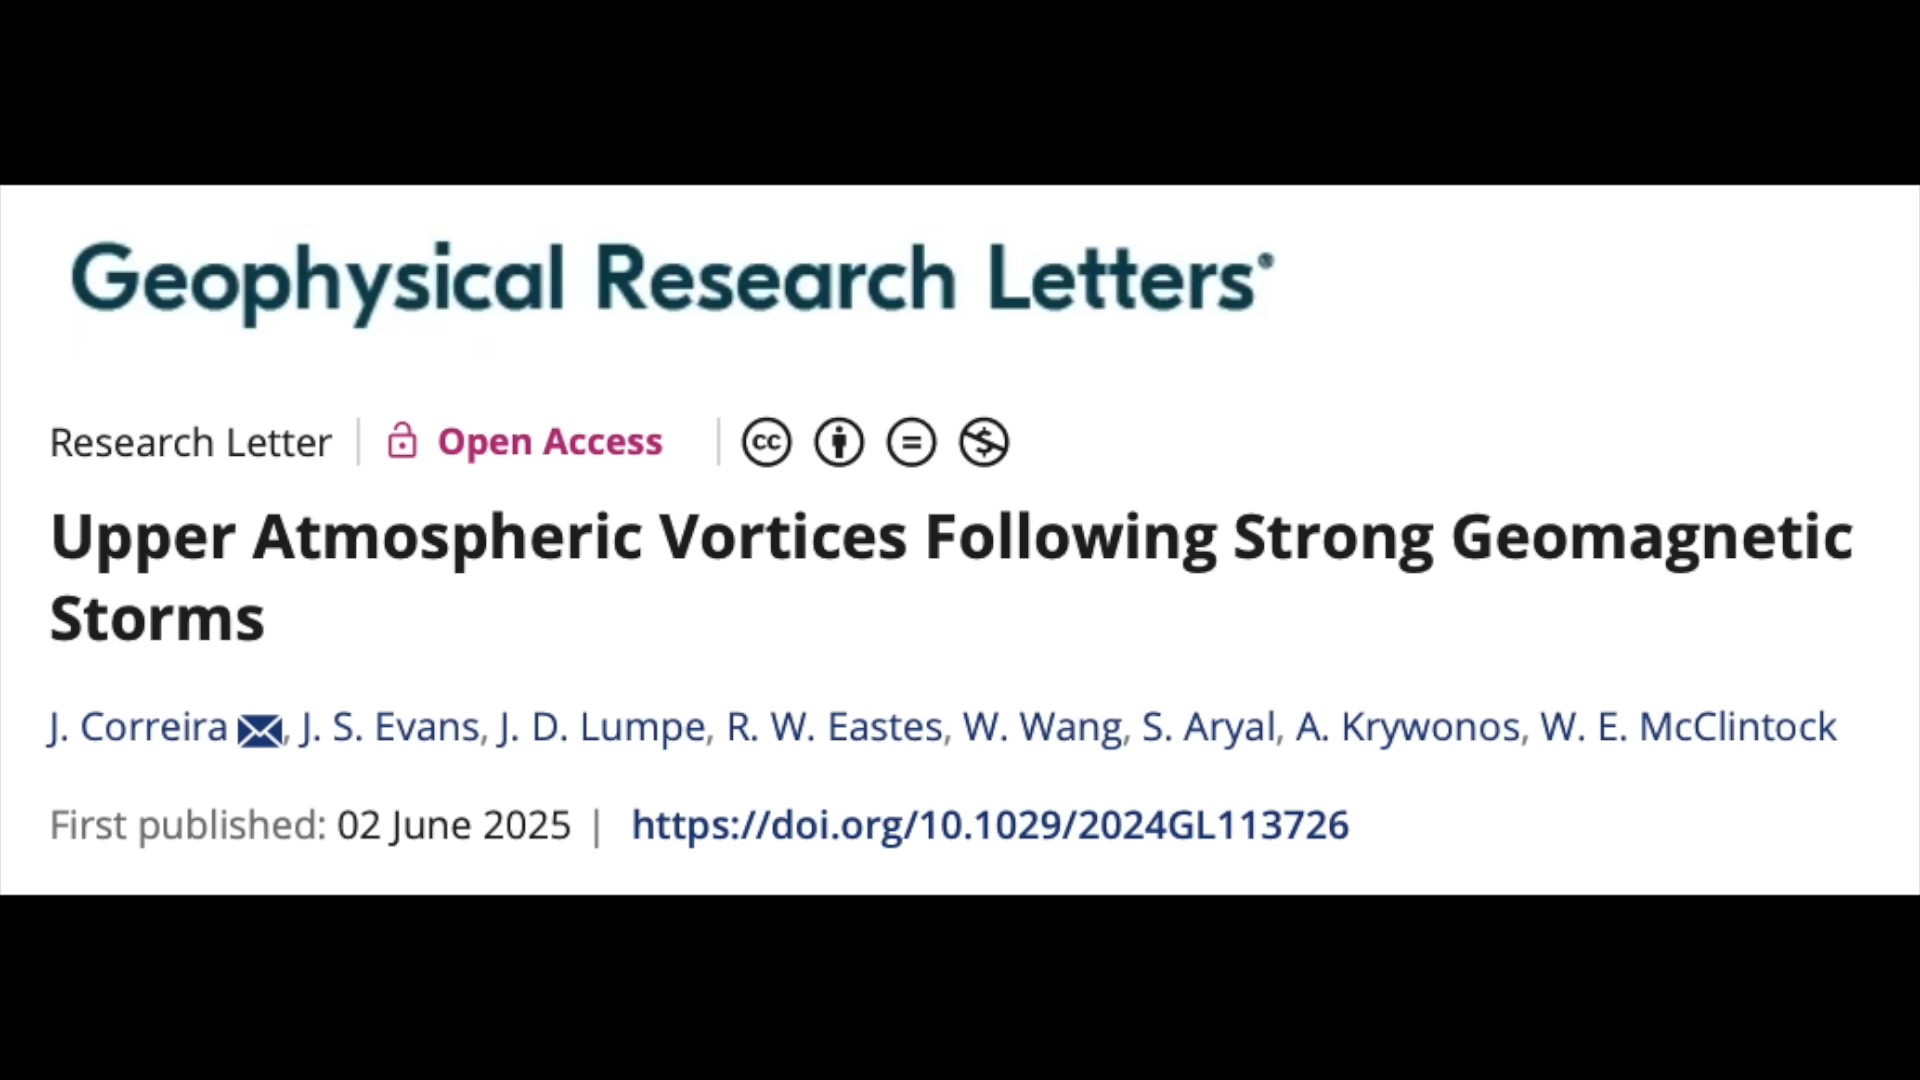 Geophysical Research Letters®
Research Letter | Open Access | cc
Upper Atmospheric Vortices Following Strong Geomagnetic
Storms
J. Correira, J. S. Evans, J. D. Lumpe, R. W. Eastes, W. Wang, S. Aryal, A. Krywonos, W. E. McClintock
First published: 02 June 2025 | https://doi.org/10.1029/2024GL113726